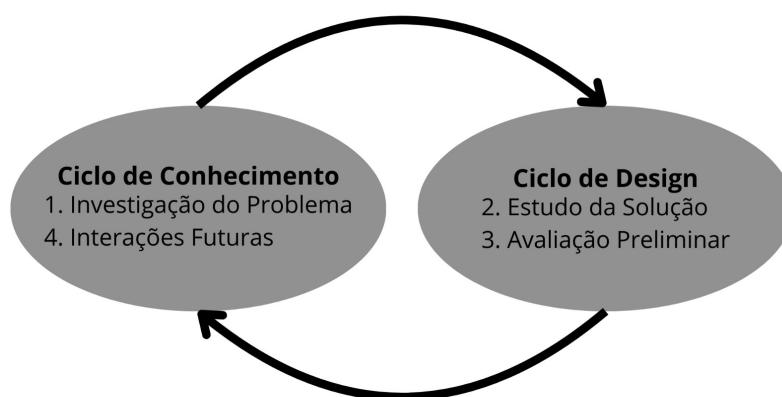 Ciclo de Conhecimento
1. Investigação do Problema
4. Interações Futuras
Ciclo de Design
2. Estudo da Solução
3. Avaliação Preliminar